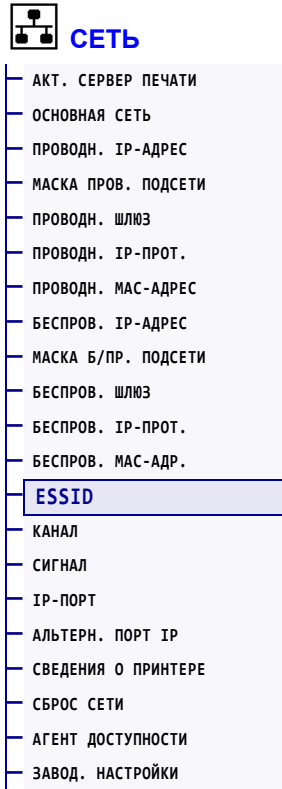 СЕТЬ
АКТ. СЕРВЕР ПЕЧАТИ
ОСНОВНАЯ СЕТЬ
ПРОВОДН. IP-АДРЕС
МАСКА ПРОВ. ПОДСЕТИ
ПРОВОДН. ШЛЮЗ
ПРОВОДН. IP-ПРОТ.
ПРОВОДН. MAC-АДРЕС
БЕСПРОВ. IP-АДРЕС
МАСКА Б/ПР. ПОДСЕТИ
БЕСПРОВ. ШЛЮЗ
БЕСПРОВ. IP-ПРОТ.
БЕСПРОВ. MAC-АДР.
ESSID
КАНАЛ
СИГНАЛ
IP-ПОРТ
АЛЬТЕРН. ПОРТ IP
СВЕДЕНИЯ О ПРИНТЕРЕ
СБРОС СЕТИ
АГЕНТ ДОСТУПНОСТИ
ЗАВОД. НАСТРОЙКИ